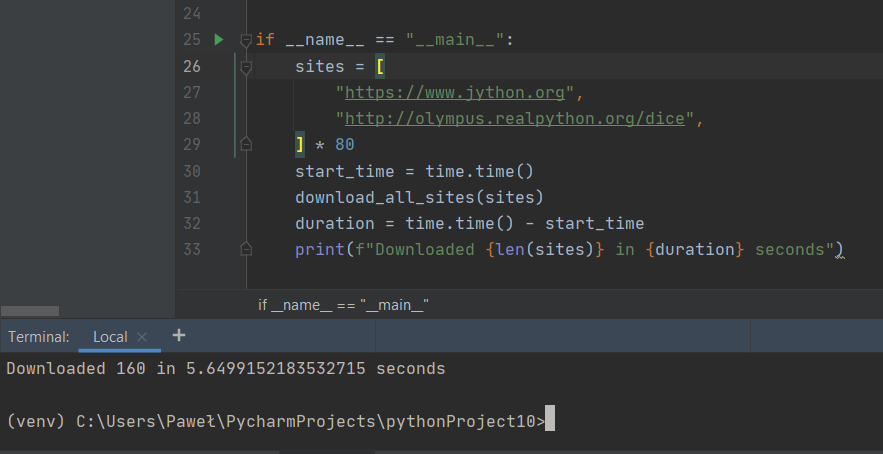 24
25 if __name__ == "__main__":
26 sites = [
27 "https://www.jython.org",
28 "http://olympus.realpython.org/dice",
29 ] * 80
30 start_time = time.time()
31 download_all_sites(sites)
32 duration = time.time() - start_time
33 print(f"Downloaded {len(sites)} in {duration} seconds")
if __name__ == "__main__"
Terminal: Local × +
Downloaded 160 in 5.6499152183532715 seconds
(venv) C:\Users\Paweł\PycharmProjects\pythonProject10>